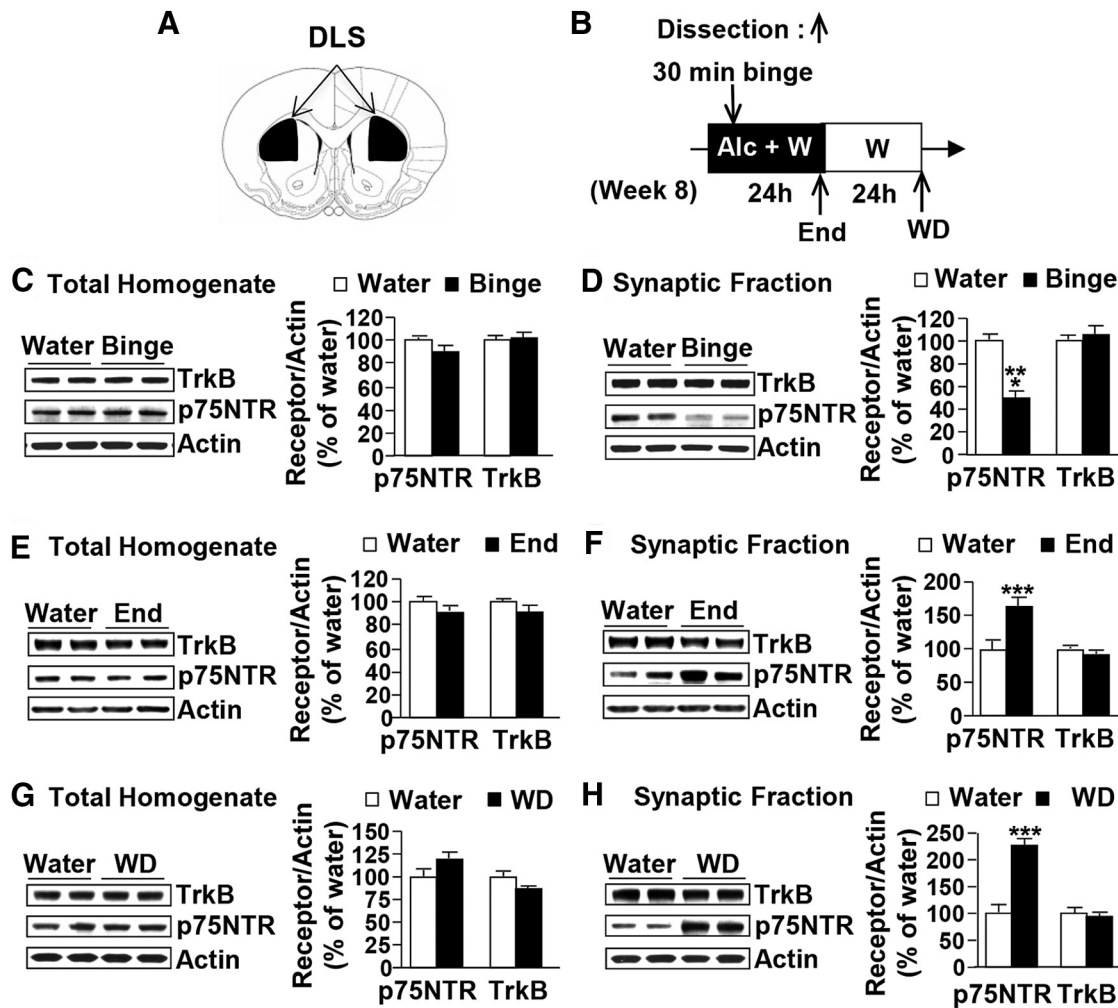 A
DLS
B
Dissection :
30 min binge
Alc + W
W
(Week 8)
24h
24h
End
WD
C
Total Homogenate
Water
Binge
Water Binge
TrkB
p75NTR
Actin
Receptor/Actin
(% of water)
120
100
80
60
40
20
0
p75NTR TrkB
D
Synaptic Fraction
Water
Binge
Water Binge
TrkB
p75NTR
Actin
Receptor/Actin
(% of water)
120
100
80
60
40
20
0
**
*
p75NTR TrkB
E
Total Homogenate
Water
End
Water End
TrkB
p75NTR
Actin
Receptor/Actin
(% of water)
120
100
80
60
40
20
0
p75NTR TrkB
F
Synaptic Fraction
Water
End
Water End
TrkB
p75NTR
Actin
Receptor/Actin
(% of water)
200
150
100
50
0
***
p75NTR TrkB
G
Total Homogenate
Water
WD
Water WD
TrkB
p75NTR
Actin
Receptor/Actin
(% of water)
150
125
100
75
50
25
0
p75NTR TrkB
H
Synaptic Fraction
Water
WD
Water WD
TrkB
p75NTR
Actin
Receptor/Actin
(% of water)
250
200
150
100
50
0
***
p75NTR TrkB